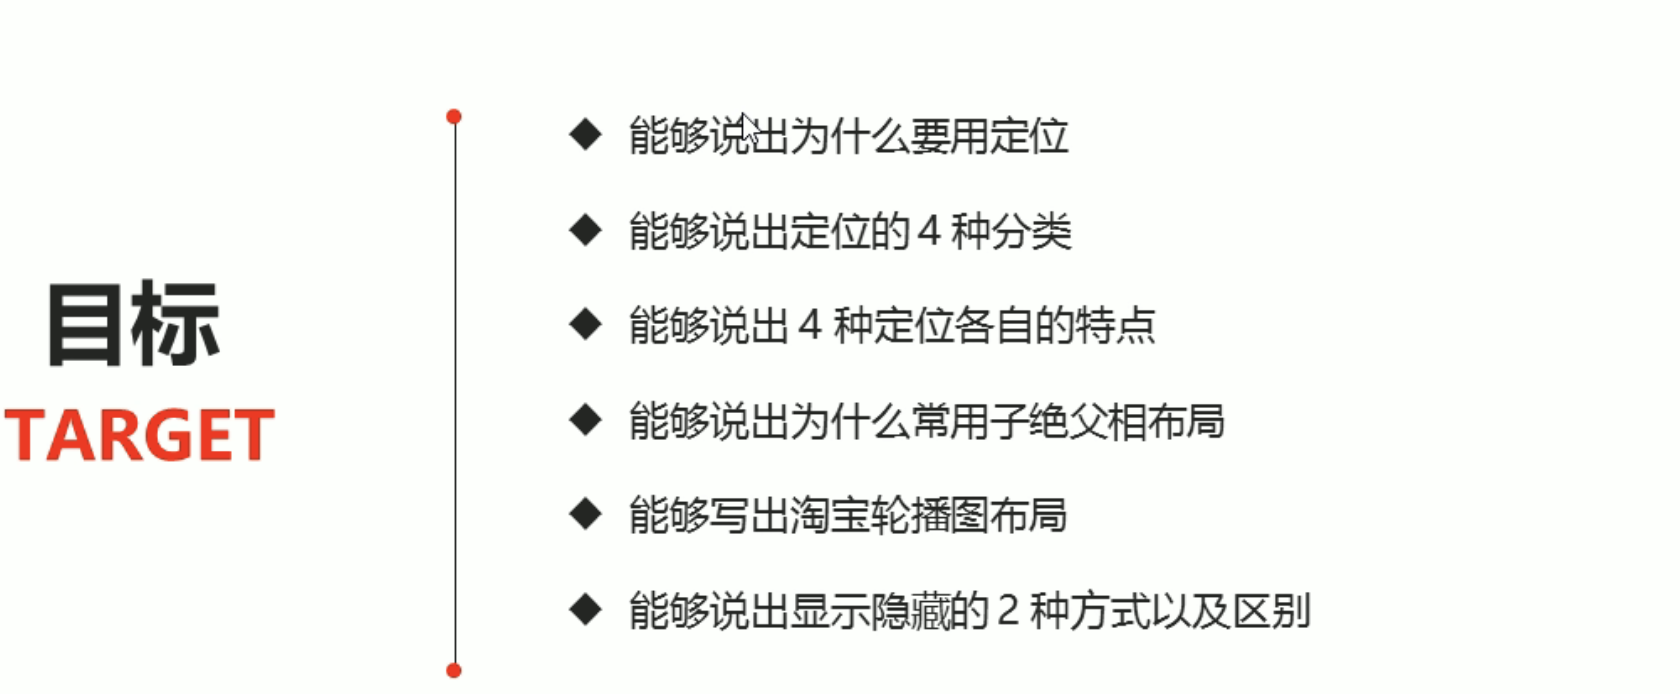 目标
TARGET
◆ 能够说出为什么要用定位
◆ 能够说出定位的 4 种分类
◆ 能够说出 4 种定位各自的特点
◆ 能够说出为什么常用子绝父相布局
◆ 能够写出淘宝轮播图布局
◆ 能够说出显示隐藏的 2 种方式以及区别